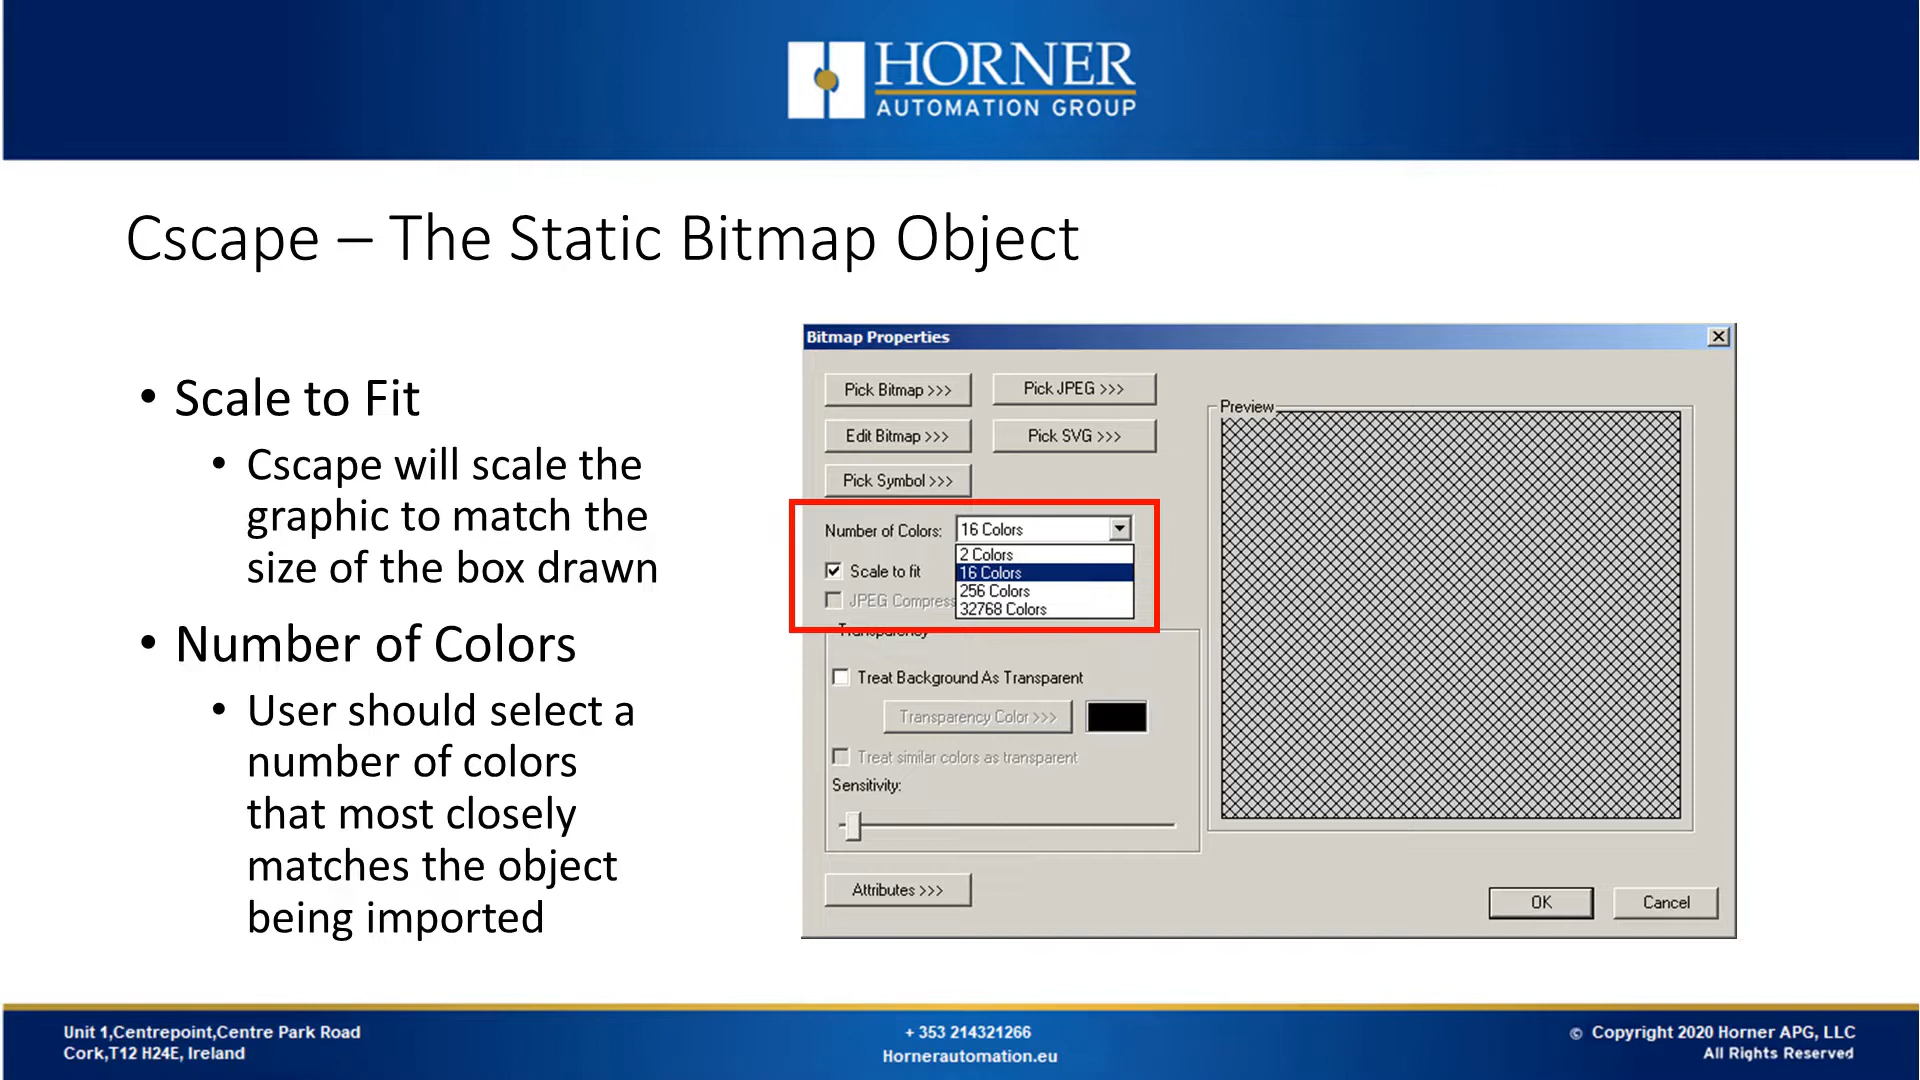 HORNER
AUTOMATION GROUP
Cscape – The Static Bitmap Object
• Scale to Fit
• Cscape will scale the
graphic to match the
size of the box drawn
• Number of Colors
• User should select a
number of colors
that most closely
matches the object
being imported
Bitmap Properties
Pick Bitmap >>>
Pick JPEG >>>
Edit Bitmap >>>
Pick SVG >>>
Pick Symbol >>>
Number of Colors:
16 Colors
2 Colors
16 Colors
256 Colors
32768 Colors
Scale to fit
JPEG Compress
Transparency
Treat Background As Transparent
Transparency Color >>>
Treat similar colors as transparent
Sensitivity:
Attributes >>>
Preview
OK
Cancel
Unit 1,Centrepoint,Centre Park Road
Cork,T12 H24E, Ireland
+ 353 214321266
Hornerautomation.eu
© Copyright 2020 Horner APG, LLC
All Rights Reserved